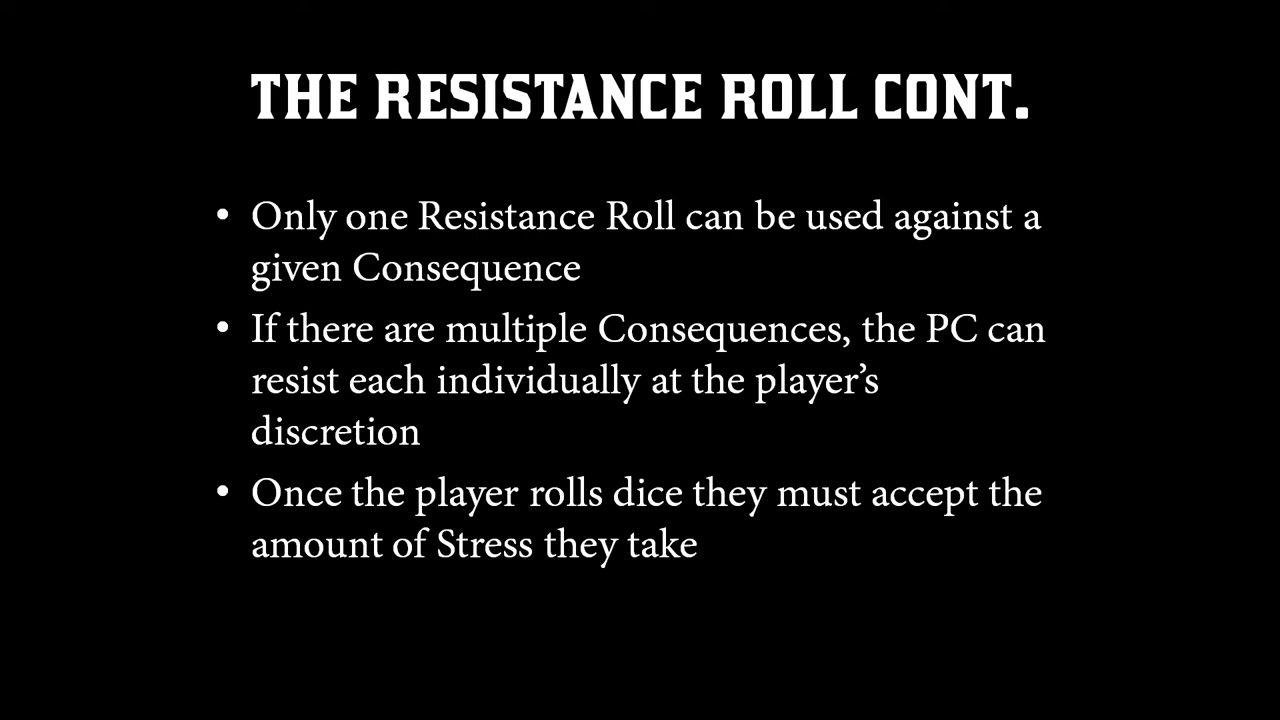 THE RESISTANCE ROLL CONT.
• Only one Resistance Roll can be used against a
given Consequence
• If there are multiple Consequences, the PC can
resist each individually at the player’s
discretion
• Once the player rolls dice they must accept the
amount of Stress they take